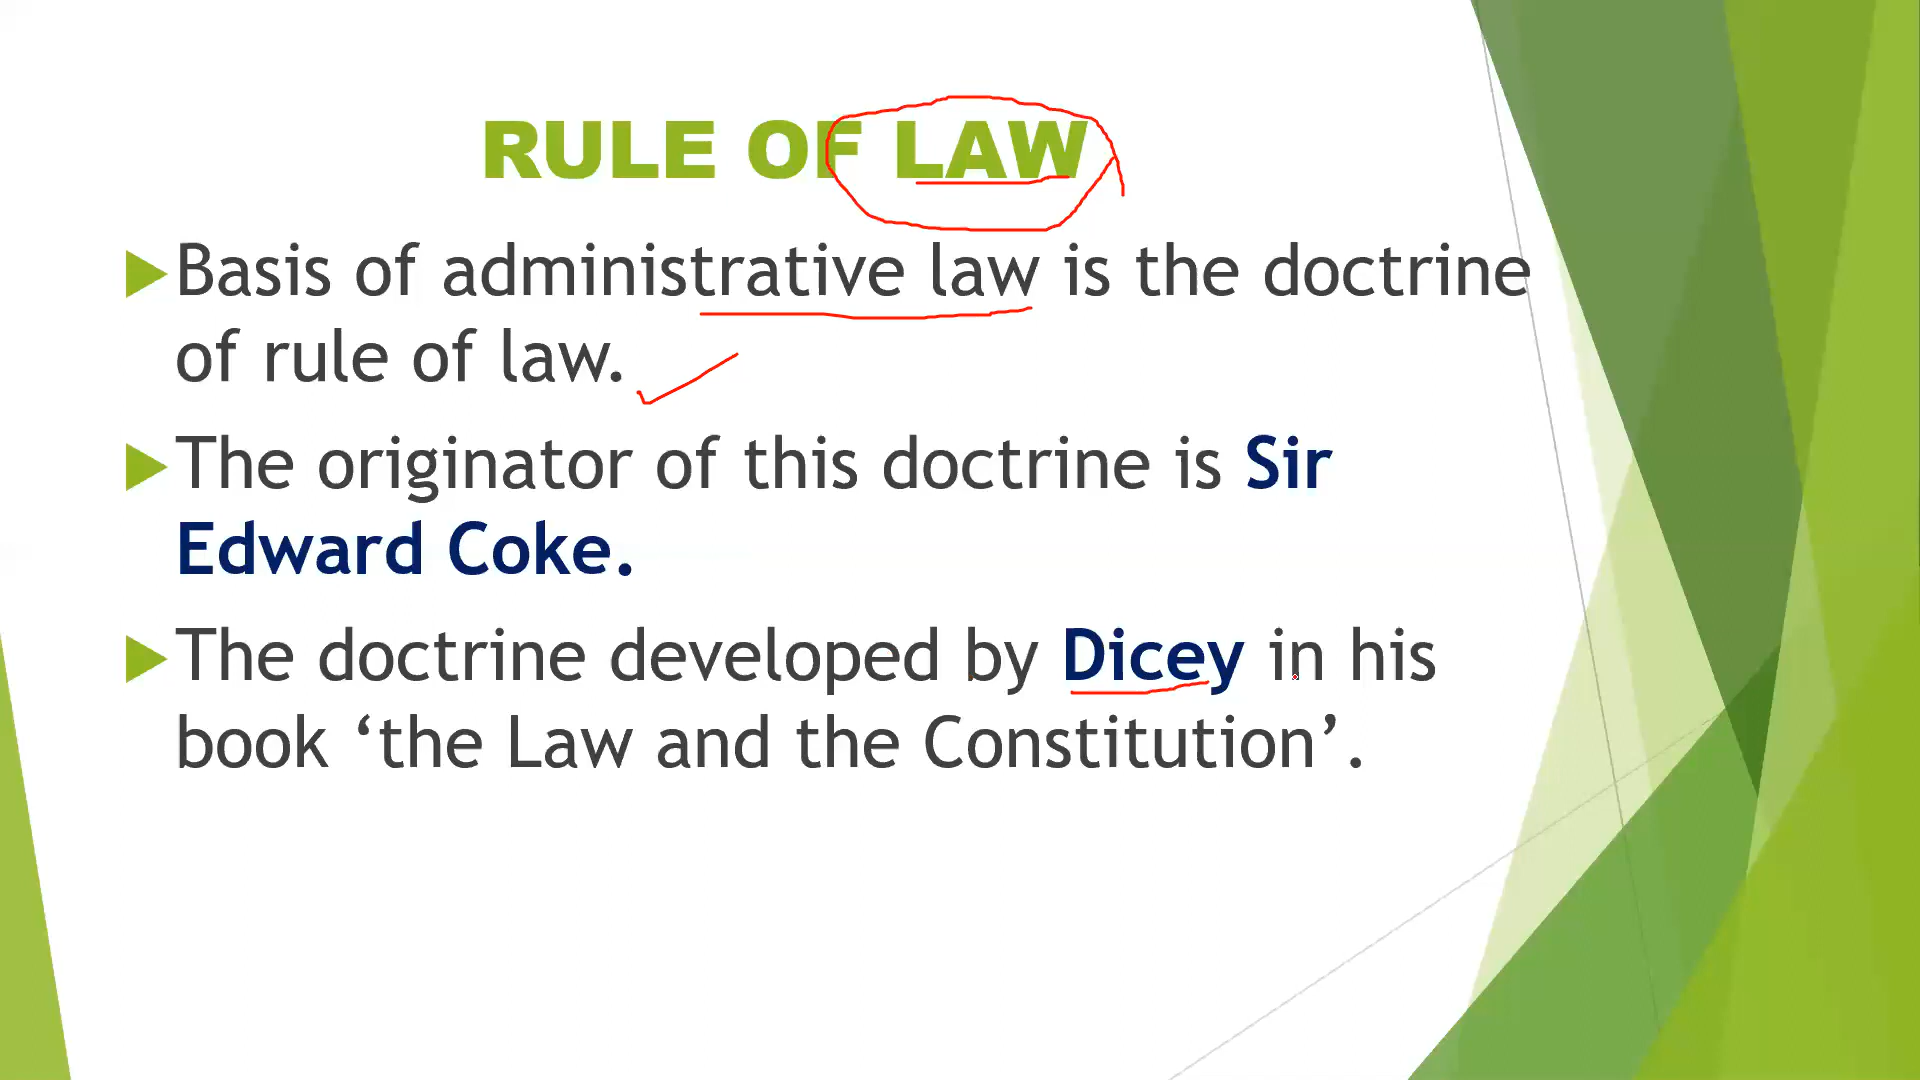 RULE OF LAW
Basis of administrative law is the doctrine
of rule of law.
The originator of this doctrine is Sir
Edward Coke.
The doctrine developed by Dicey in his
book ‘the Law and the Constitution’.